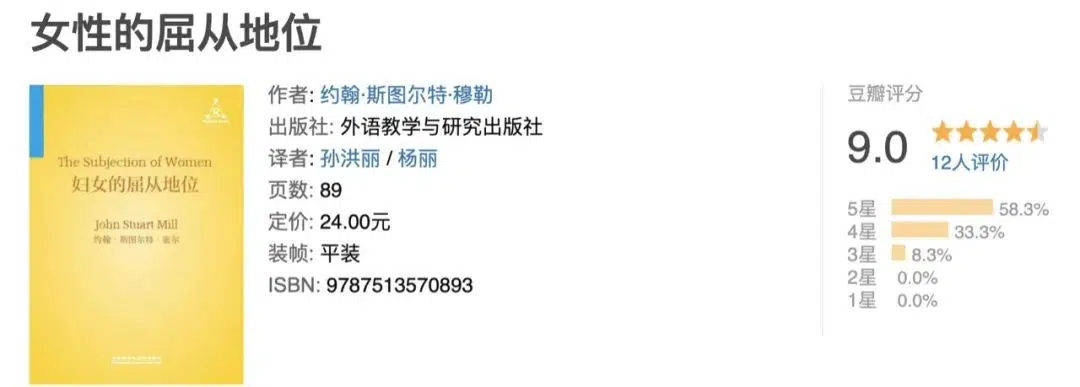 女性的屈从地位
The Subjection of Women
妇女的屈从地位
John Stuart Mill
约翰·斯图尔特·密尔
作者: 约翰·斯图尔特·穆勒
出版社: 外语教学与研究出版社
译者: 孙洪丽 / 杨丽
页数: 89
定价: 24.00元
装帧: 平装
ISBN: 9787513570893
豆瓣评分
9.0
12人评价
5星 58.3%
4星 33.3%
3星 8.3%
2星 0.0%
1星 0.0%